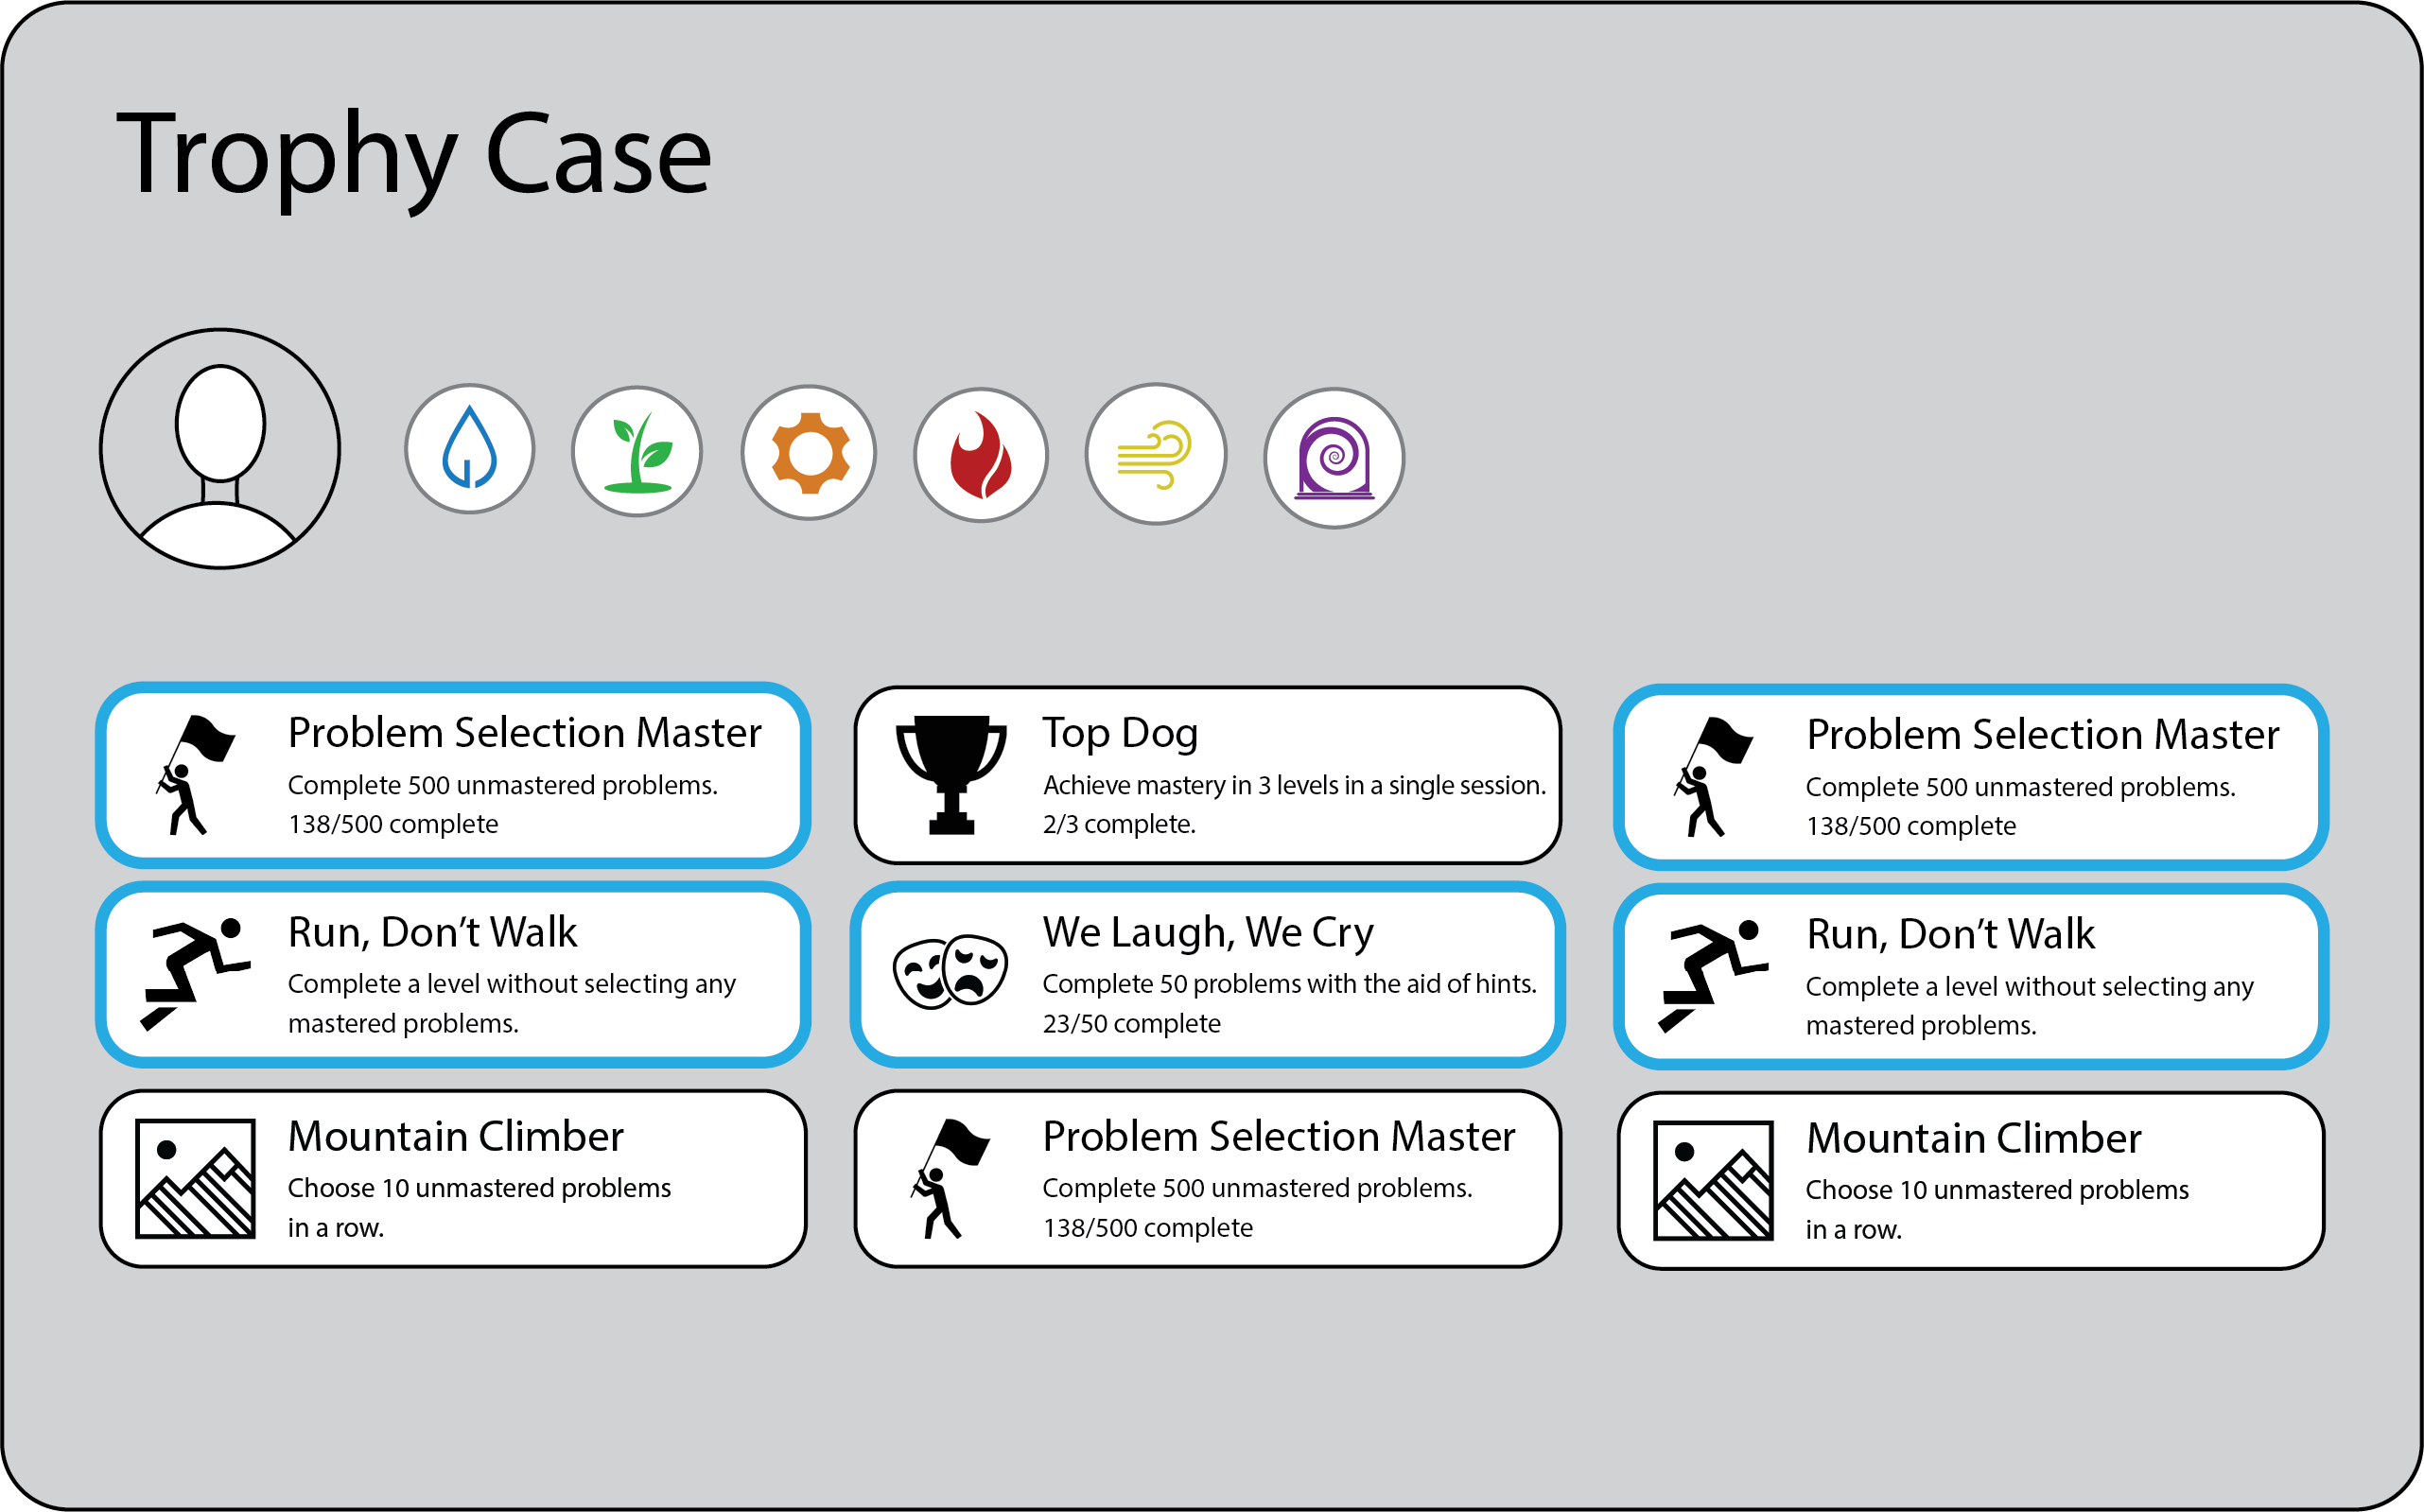 Trophy Case
Problem Selection Master
Complete 500 unmastered problems.
138/500 complete
Top Dog
Achieve mastery in 3 levels in a single session.
2/3 complete.
Problem Selection Master
Complete 500 unmastered problems.
138/500 complete
Run, Don’t Walk
Complete a level without selecting any
mastered problems.
We Laugh, We Cry
Complete 50 problems with the aid of hints.
23/50 complete
Run, Don’t Walk
Complete a level without selecting any
mastered problems.
Mountain Climber
Choose 10 unmastered problems
in a row.
Problem Selection Master
Complete 500 unmastered problems.
138/500 complete
Mountain Climber
Choose 10 unmastered problems
in a row.